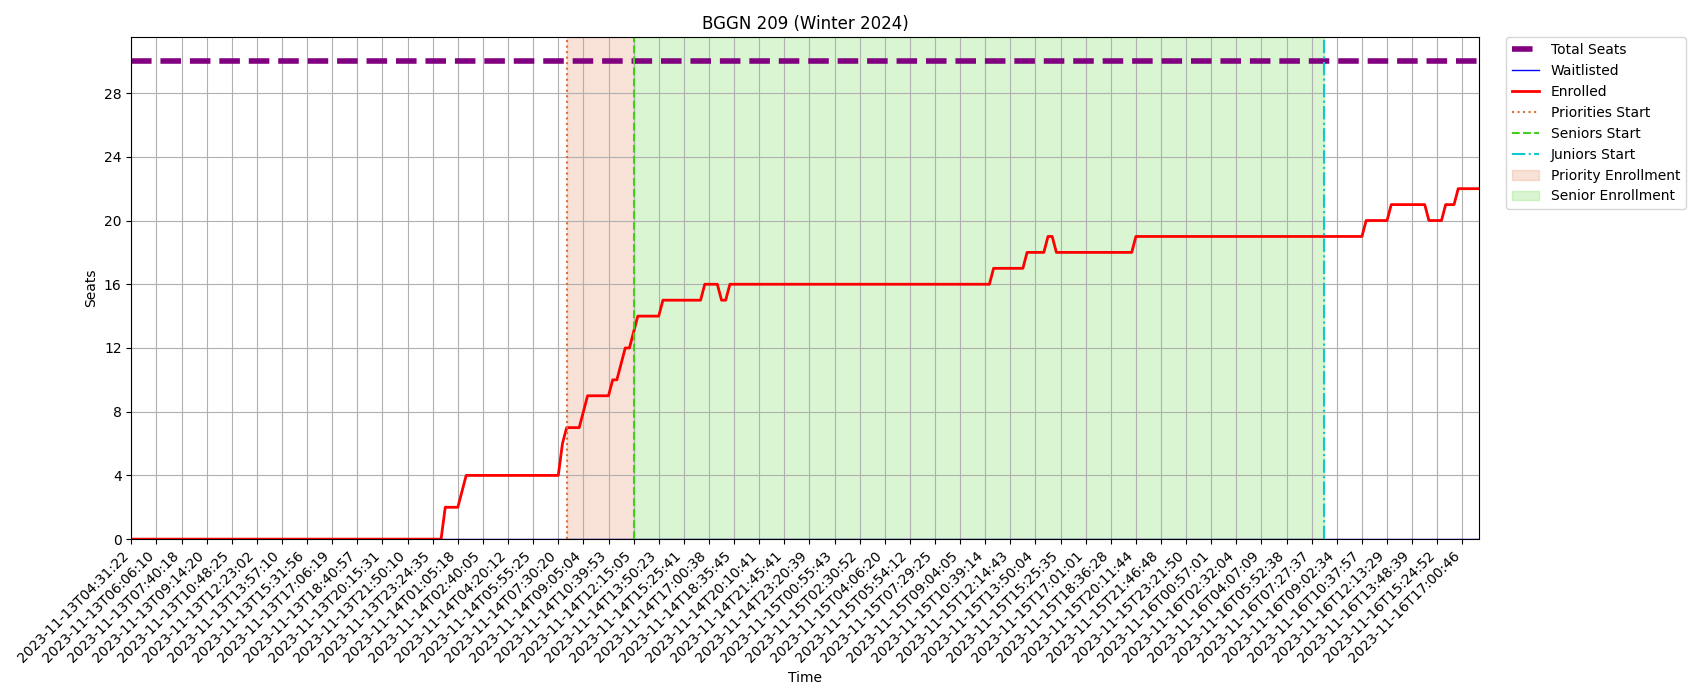 BGGN 209 (Winter 2024)
Total Seats
Waitlisted
Enrolled
Priorities Start
Seniors Start
Juniors Start
Priority Enrollment
Senior Enrollment
Seats
28
24
20
16
12
8
4
0
2023-11-13T04:31:22
2023-11-13T06:06:10
2023-11-13T07:40:18
2023-11-13T09:14:20
2023-11-13T10:48:25
2023-11-13T12:23:02
2023-11-13T13:57:10
2023-11-13T15:31:56
2023-11-13T17:06:19
2023-11-13T18:40:57
2023-11-13T20:15:31
2023-11-13T21:50:10
2023-11-13T23:24:35
2023-11-14T01:05:18
2023-11-14T02:40:05
2023-11-14T04:20:12
2023-11-14T05:55:25
2023-11-14T07:30:20
2023-11-14T09:05:04
2023-11-14T10:39:53
2023-11-14T12:15:05
2023-11-14T13:50:23
2023-11-14T15:25:41
2023-11-14T17:00:38
2023-11-14T18:35:45
2023-11-14T20:10:41
2023-11-14T21:45:41
2023-11-14T23:20:39
2023-11-15T00:55:43
2023-11-15T02:30:52
2023-11-15T04:06:20
2023-11-15T05:54:12
2023-11-15T07:29:25
2023-11-15T09:04:05
2023-11-15T10:39:14
2023-11-15T12:14:43
2023-11-15T13:50:04
2023-11-15T15:25:35
2023-11-15T17:01:01
2023-11-15T18:36:28
2023-11-15T20:11:44
2023-11-15T21:46:48
2023-11-15T23:21:50
2023-11-16T00:57:01
2023-11-16T02:32:04
2023-11-16T04:07:09
2023-11-16T05:52:38
2023-11-16T07:27:37
2023-11-16T09:02:34
2023-11-16T10:37:57
2023-11-16T12:13:29
2023-11-16T13:48:39
2023-11-16T15:24:52
2023-11-16T17:00:46
Time